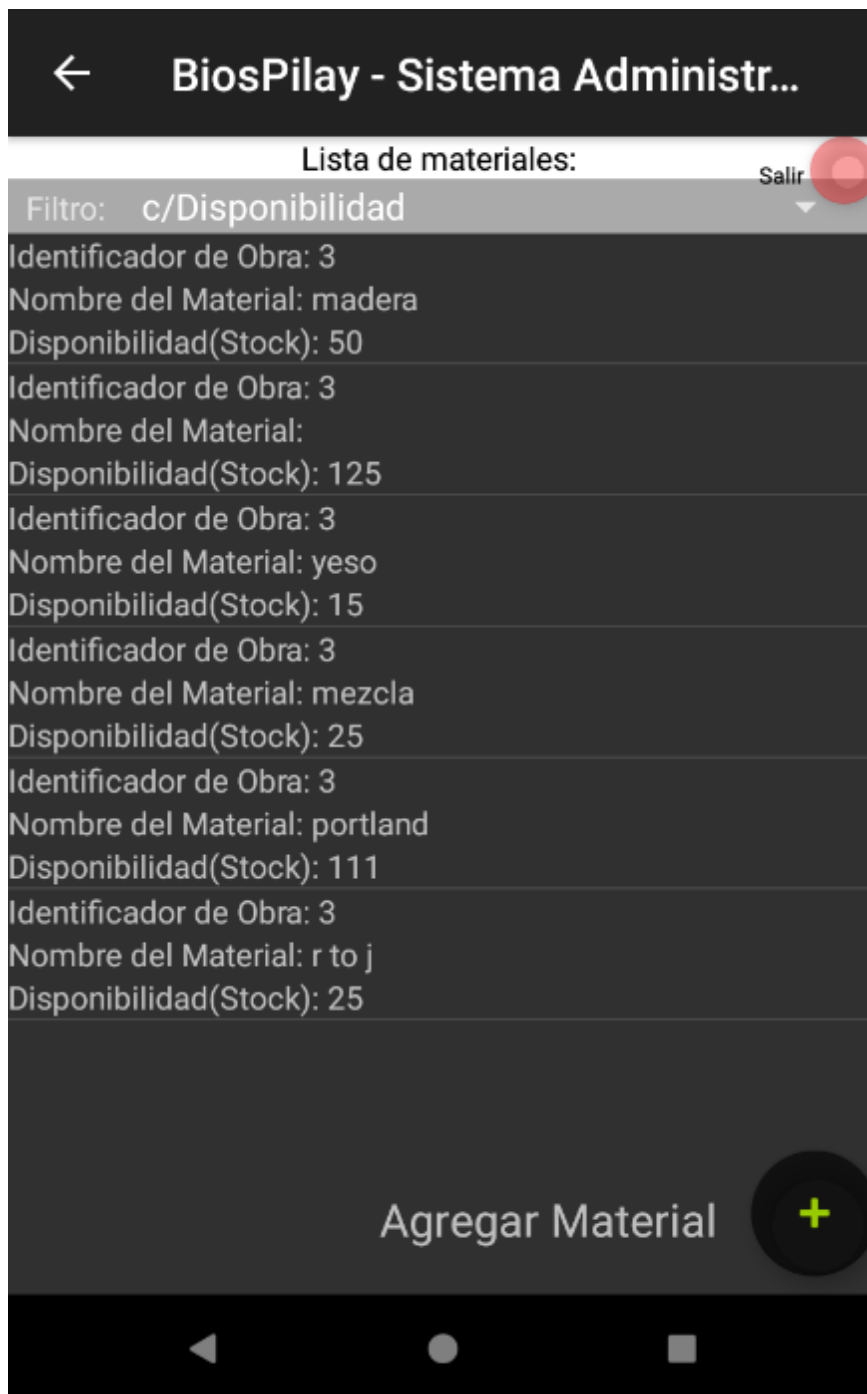 BiosPilay - Sistema Administr...
Lista de materiales:
Salir
Filtro: c/Disponibilidad
Identificador de Obra: 3
Nombre del Material: madera
Disponibilidad(Stock): 50
Identificador de Obra: 3
Nombre del Material:
Disponibilidad(Stock): 125
Identificador de Obra: 3
Nombre del Material: yeso
Disponibilidad(Stock): 15
Identificador de Obra: 3
Nombre del Material: mezcla
Disponibilidad(Stock): 25
Identificador de Obra: 3
Nombre del Material: portland
Disponibilidad(Stock): 111
Identificador de Obra: 3
Nombre del Material: r to j
Disponibilidad(Stock): 25
Agregar Material
+